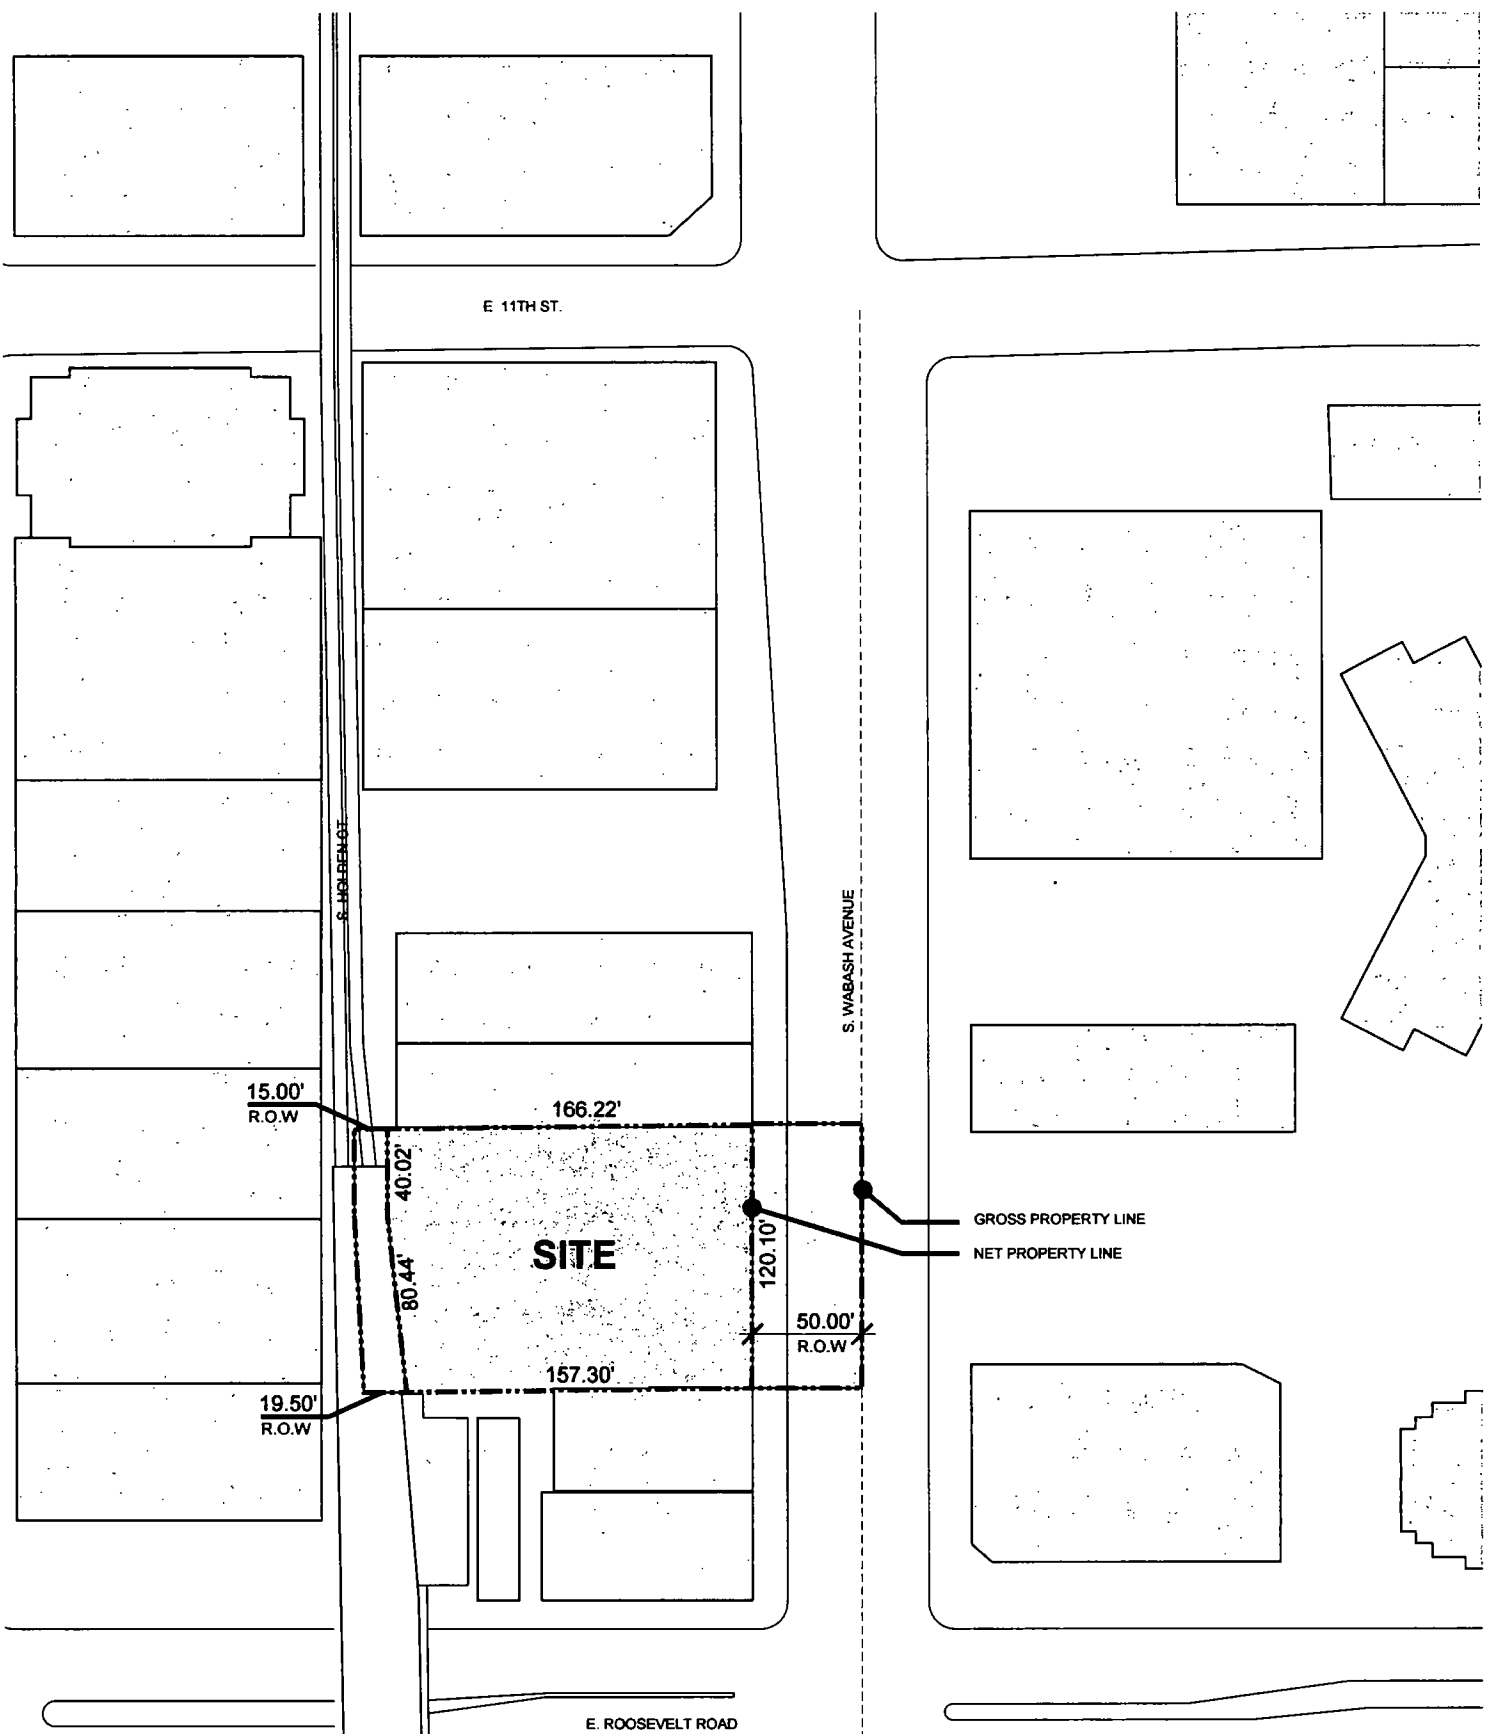 E 11TH ST.
S. HOLDEN CT.
S. WABASH AVENUE
15.00'
R.O.W
166.22'
40.02'
GROSS PROPERTY LINE
SITE
NET PROPERTY LINE
120.10'
80.44'
50.00'
R.O.W
157.30'
19.50'
R.O.W
E. ROOSEVELT ROAD